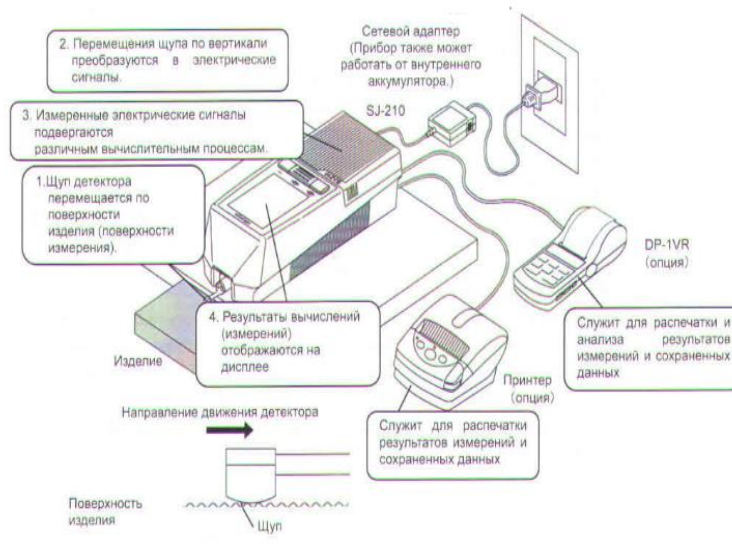 2. Перемещения щупа по вертикали
преобразуются в электрические
сигналы.
3. Измеренные электрические сигналы
подвергаются
различным вычислительным процессам.
1.Щуп детектора
перемещается по
поверхности
изделия (поверхности
измерения).
Сетевой адаптер
(Прибор также может
работать от внутреннего
аккумулятора.)
SJ-210
DP-1VR
(опция)
4. Результаты вычислений
(измерений)
отображаются на
дисплее
Изделие
Служит для распечатки и
анализа результатов
измерений и сохраненных
данных
Принтер
(опция)
Служит для распечатки
результатов измерений и
сохраненных данных
Направление движения детектора
Поверхность
изделия
Щуп